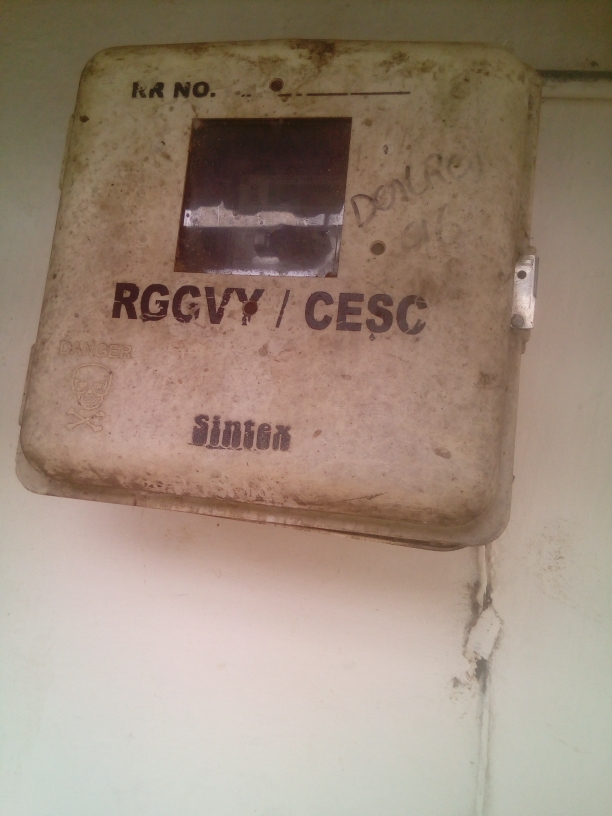 RR NO.
RGGVY / CESC
DANGER
Sintex